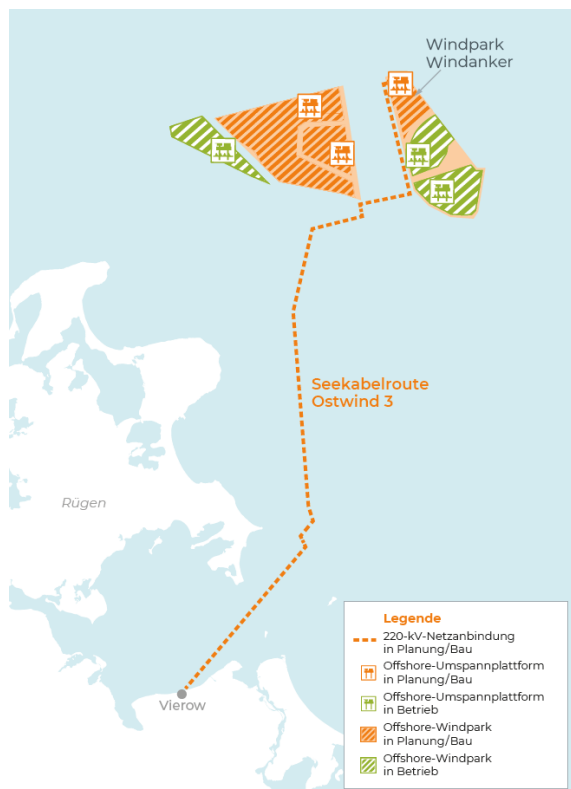 Windpark
Windanker
Seekabelroute
Ostwind 3
Rügen
Vierow
Legende
220-kV-Netzanbindung
in Planung/Bau
Offshore-Umspannplattform
in Planung/Bau
Offshore-Umspannplattform
in Betrieb
Offshore-Windpark
in Planung/Bau
Offshore-Windpark
in Betrieb